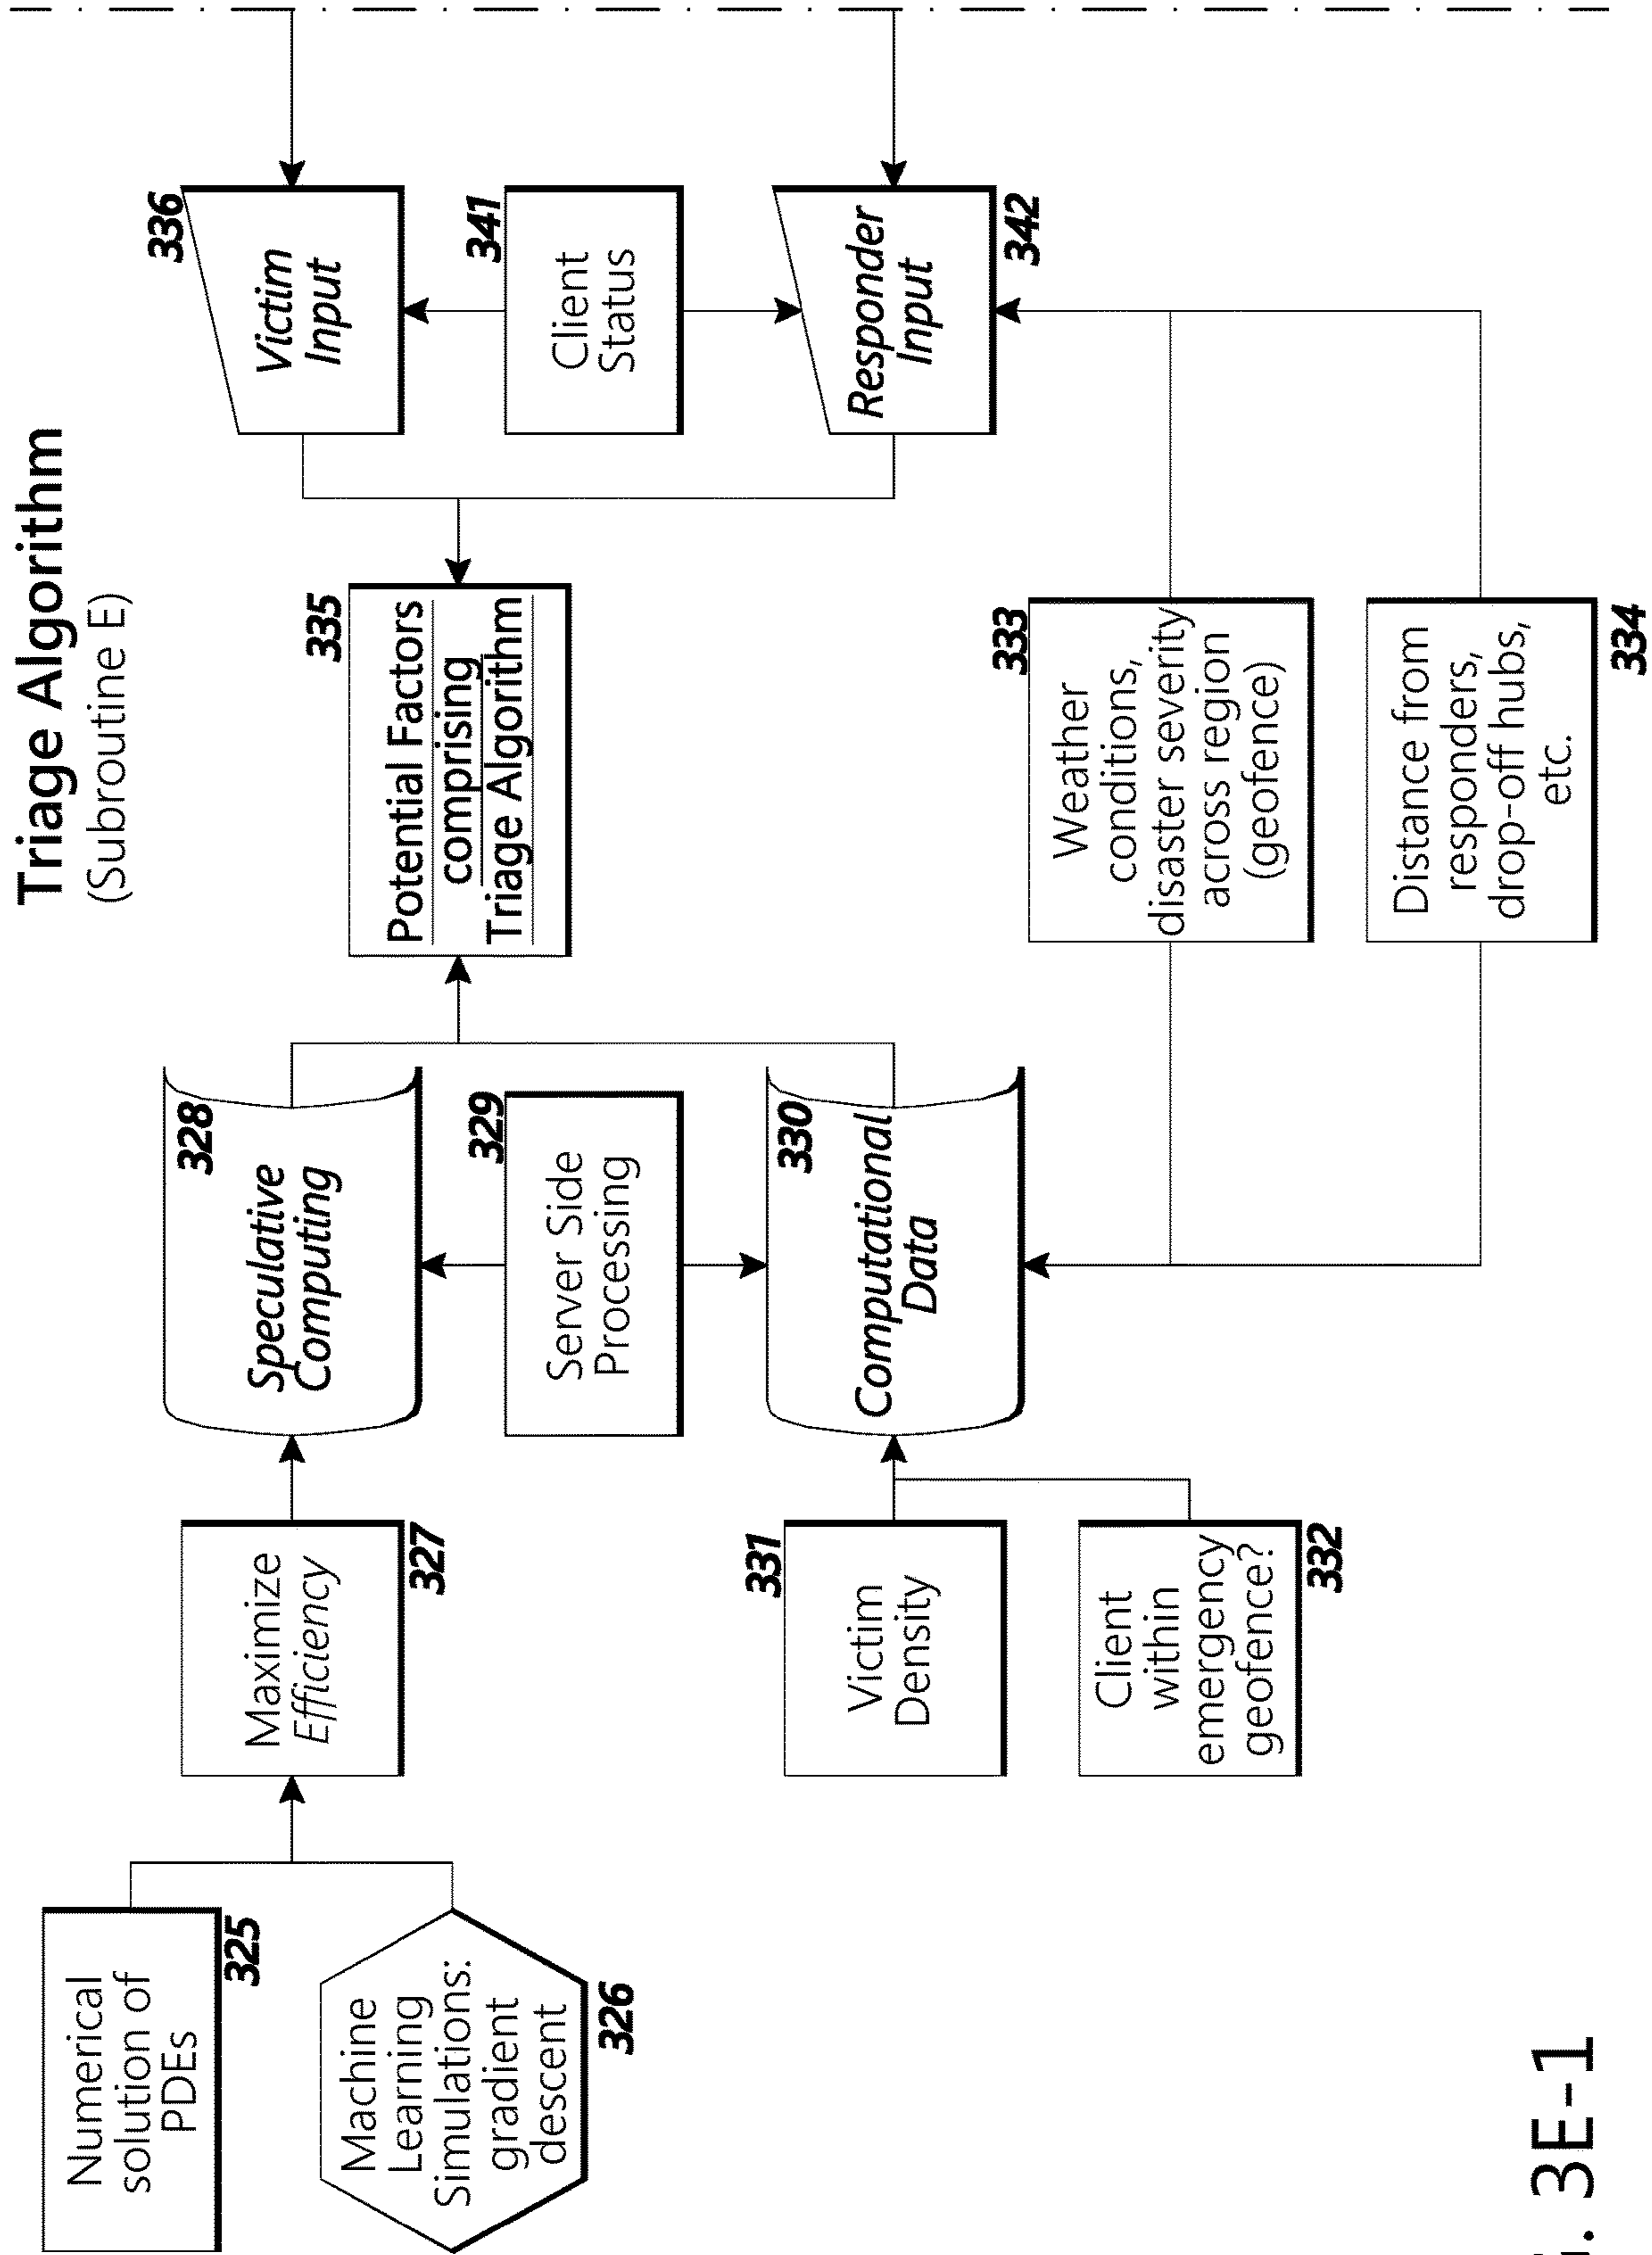 Triage Algorithm
(Subroutine E)
Numerical
solution of
PDEs
325
Machine
Learning
Simulations:
gradient
descent
326
Maximize
Efficiency
327
328
Speculative
Computing
329
Server Side
Processing
330
Computational
Data
331
Victim
Density
Client
within
emergency
geofence?
332
335
Potential Factors
comprising
Triage Algorithm
336
Victim
Input
341
Client
Status
Responder
Input
342
333
Weather
conditions,
disaster severity
across region
(geofence)
Distance from
responders,
drop-off hubs,
etc.
334
. 3E-1